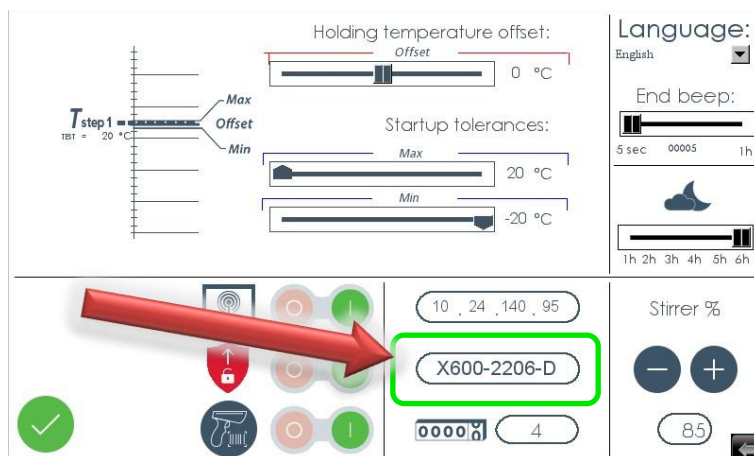 Holding temperature offset:
Offset
0 °C
Max
T step 1
Offset
TBT = 20 °C
Min
Startup tolerances:
Max
20 °C
Min
-20 °C
Language:
English
End beep:
5 sec 00005 1h
1h 2h 3h 4h 5h 6h
10 . 24 . 140 . 95
X600-2206-D
4
Stirrer %
85